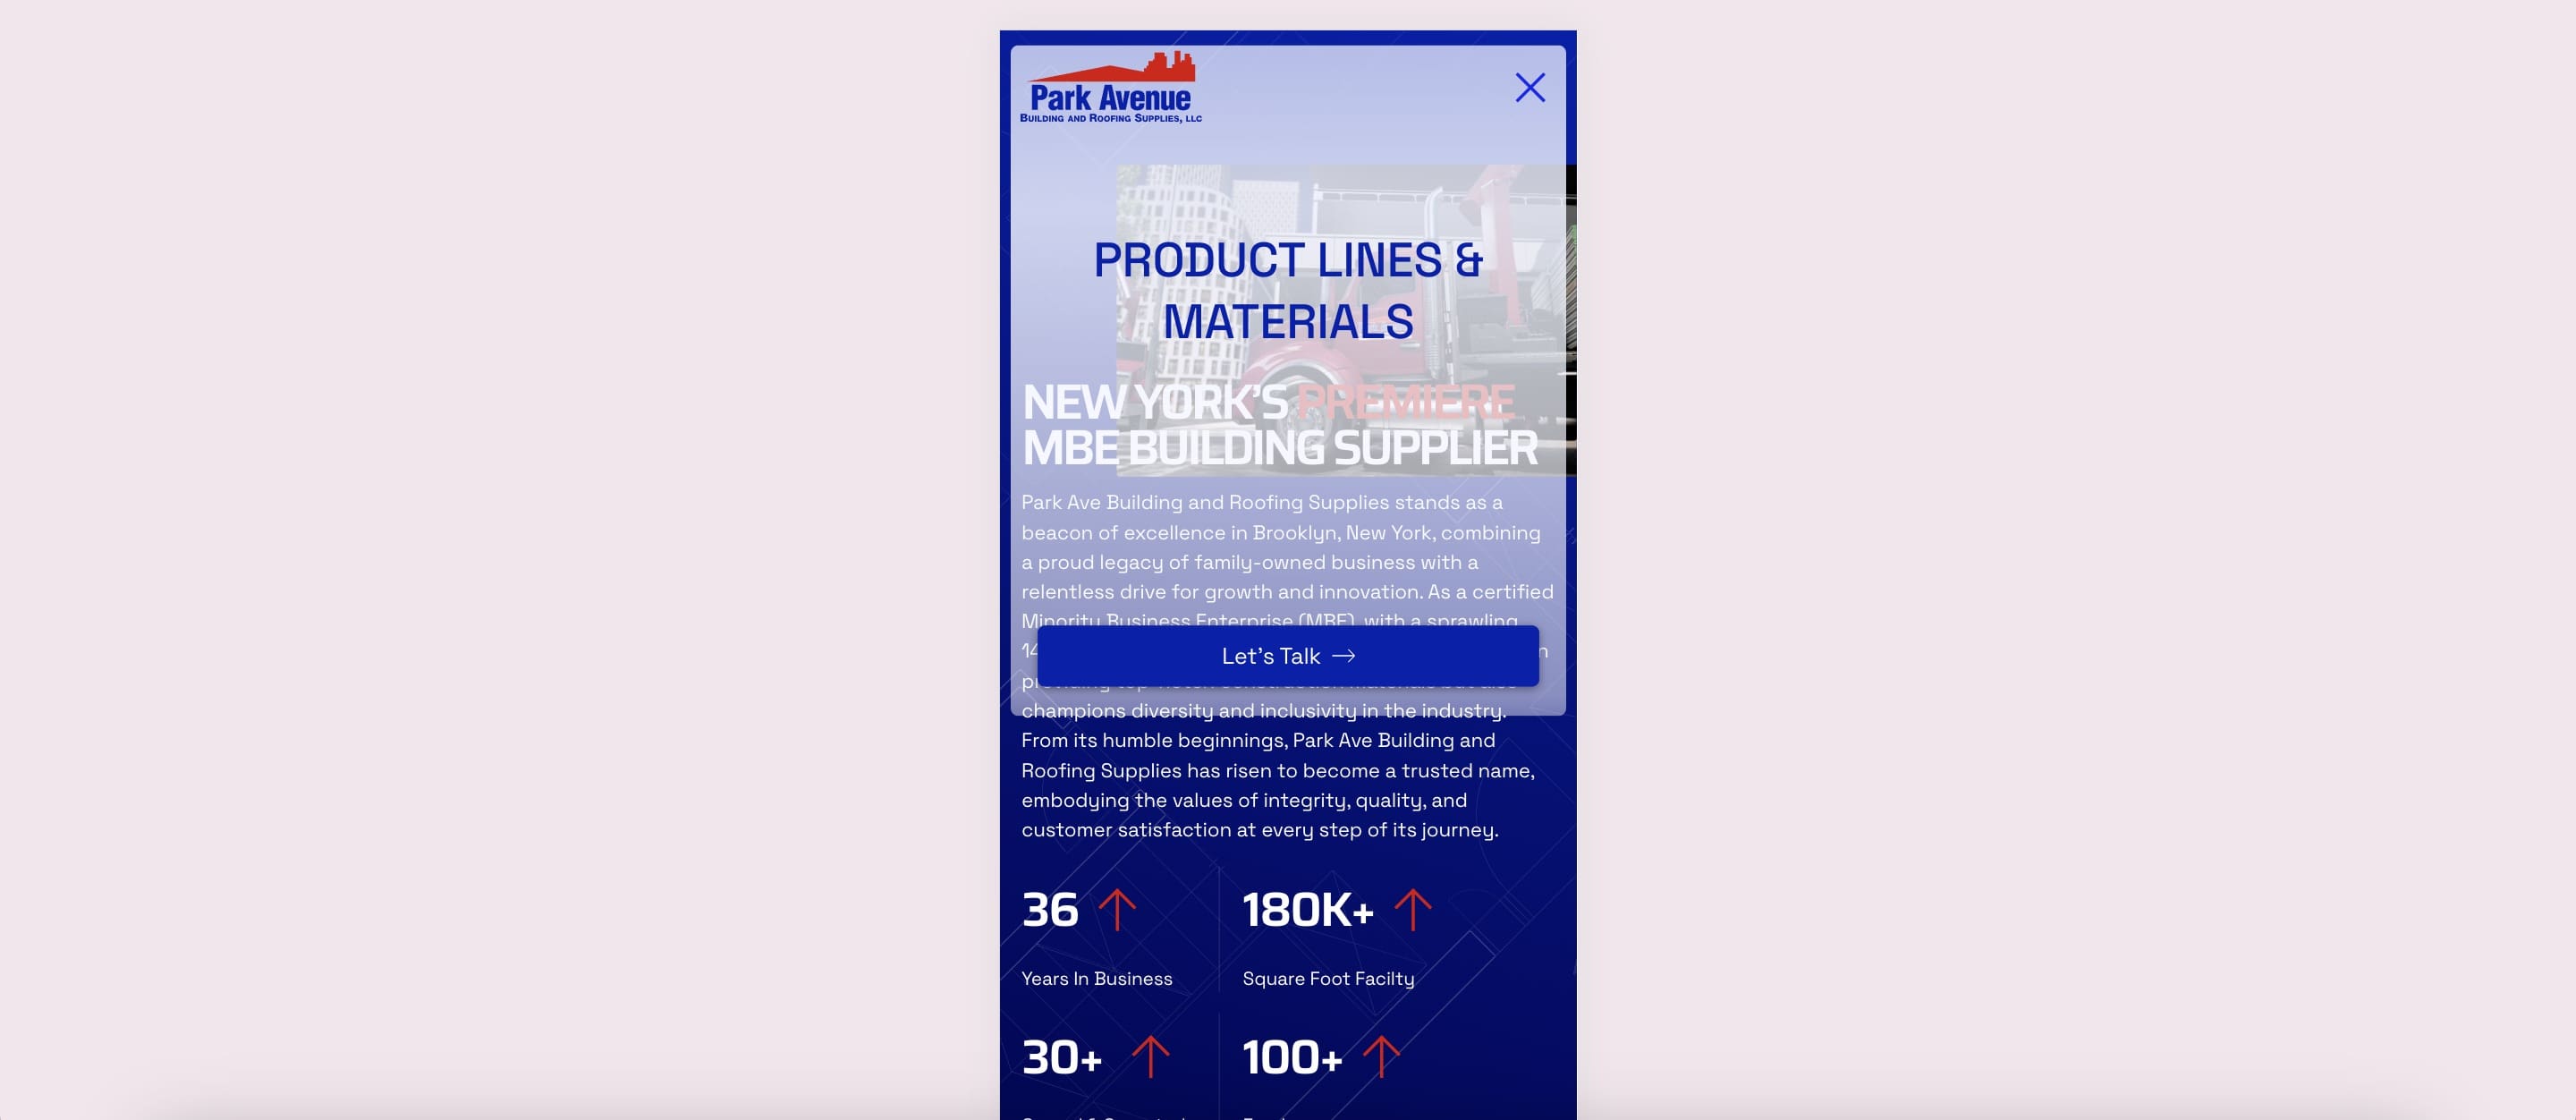 Park Avenue
BUILDING AND ROOFING SUPPLIES, LLC
PRODUCT LINES &
MATERIALS
NEW YORK'S PREMIERE
MBE BUILDING SUPPLIER
Park Ave Building and Roofing Supplies stands as a
beacon of excellence in Brooklyn, New York, combining
a proud legacy of family-owned business with a
relentless drive for growth and innovation. As a certified
Minority Business Enterprise (MBE), with a sprawling
Let's Talk →
champions diversity and inclusivity in the industry.
From its humble beginnings, Park Ave Building and
Roofing Supplies has risen to become a trusted name,
embodying the values of integrity, quality, and
customer satisfaction at every step of its journey.
36 ↑ 180K+ ↑
Years In Business Square Foot Facilty
30+ ↑ 100+ ↑